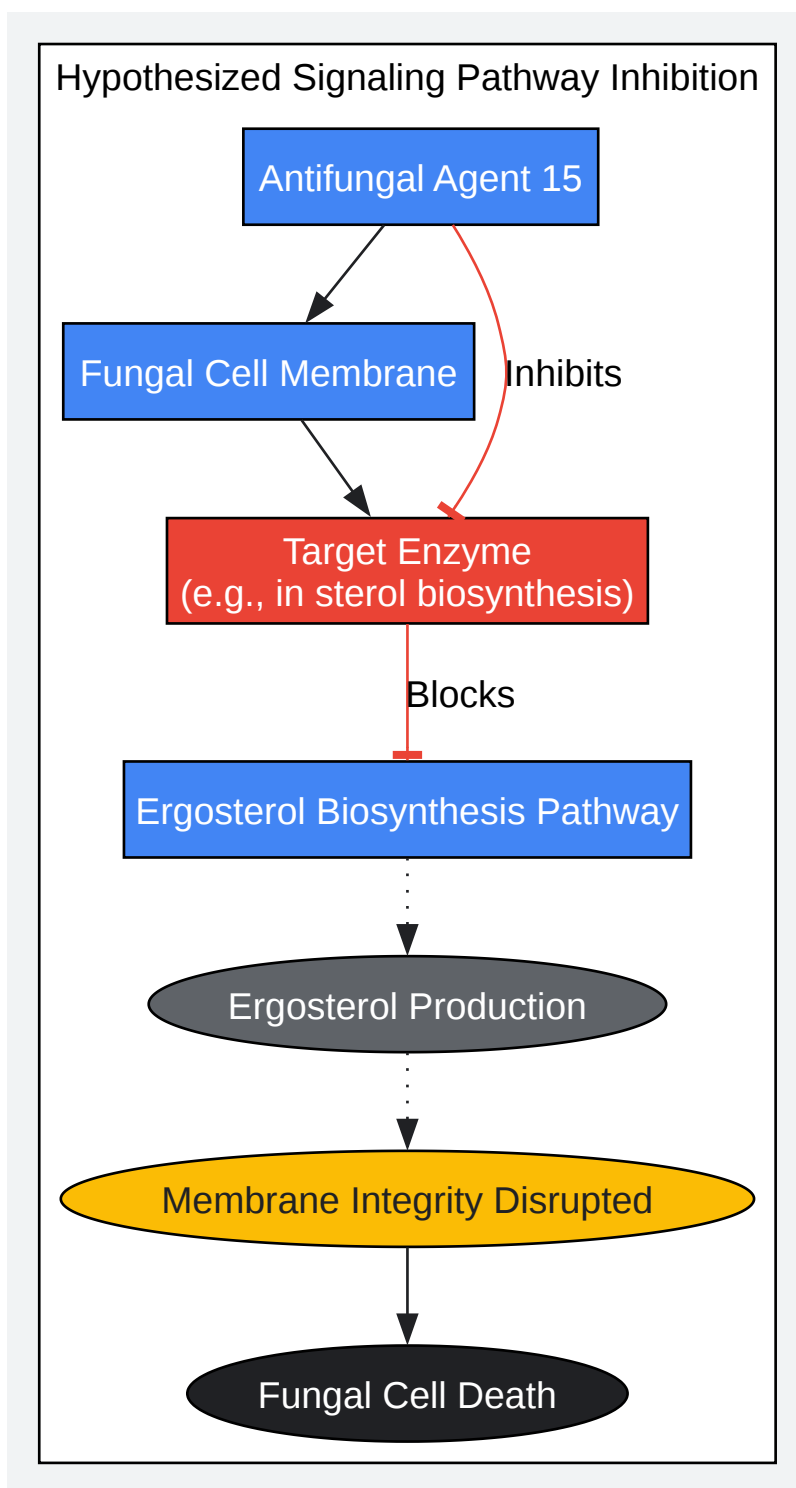 Hypothesized Signaling Pathway Inhibition
Antifungal Agent 15
Fungal Cell Membrane
Inhibits
Target Enzyme
(e.g., in sterol biosynthesis)
Blocks
Ergosterol Biosynthesis Pathway
Ergosterol Production
Membrane Integrity Disrupted
Fungal Cell Death